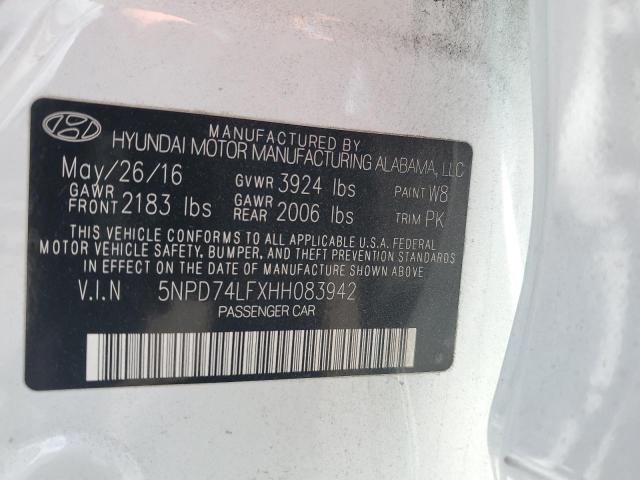 MANUFACTURED BY
HYUNDAI MOTOR MANUFACTURING ALABAMA, LLC
May/26/16 GVWR 3924 lbs PAINT W8
GAWR FRONT 2183 lbs GAWR REAR 2006 lbs TRIM PK
THIS VEHICLE CONFORMS TO ALL APPLICABLE U.S.A. FEDERAL
MOTOR VEHICLE SAFETY, BUMPER, AND THEFT PREVENTION STANDARDS
IN EFFECT ON THE DATE OF MANUFACTURE SHOWN ABOVE.
V.I.N 5NPD74LFXHH083942
PASSENGER CAR